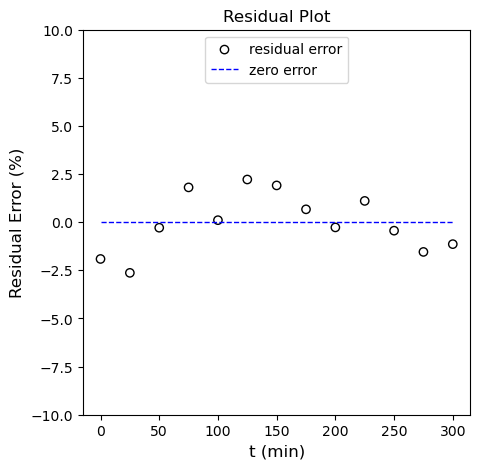 Residual Plot
residual error
zero error
10.0
7.5
5.0
2.5
0.0
−2.5
−5.0
−7.5
−10.0
Residual Error (%)
0 50 100 150 200 250 300
t (min)